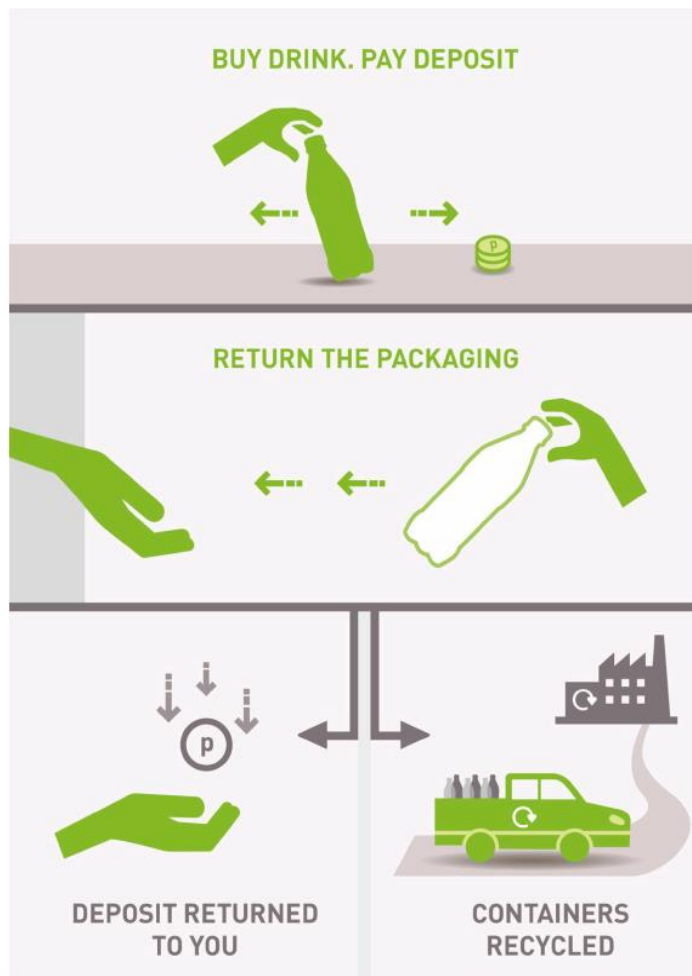 BUY DRINK. PAY DEPOSIT
p
RETURN THE PACKAGING
p
DEPOSIT RETURNED
TO YOU
CONTAINERS
RECYCLED